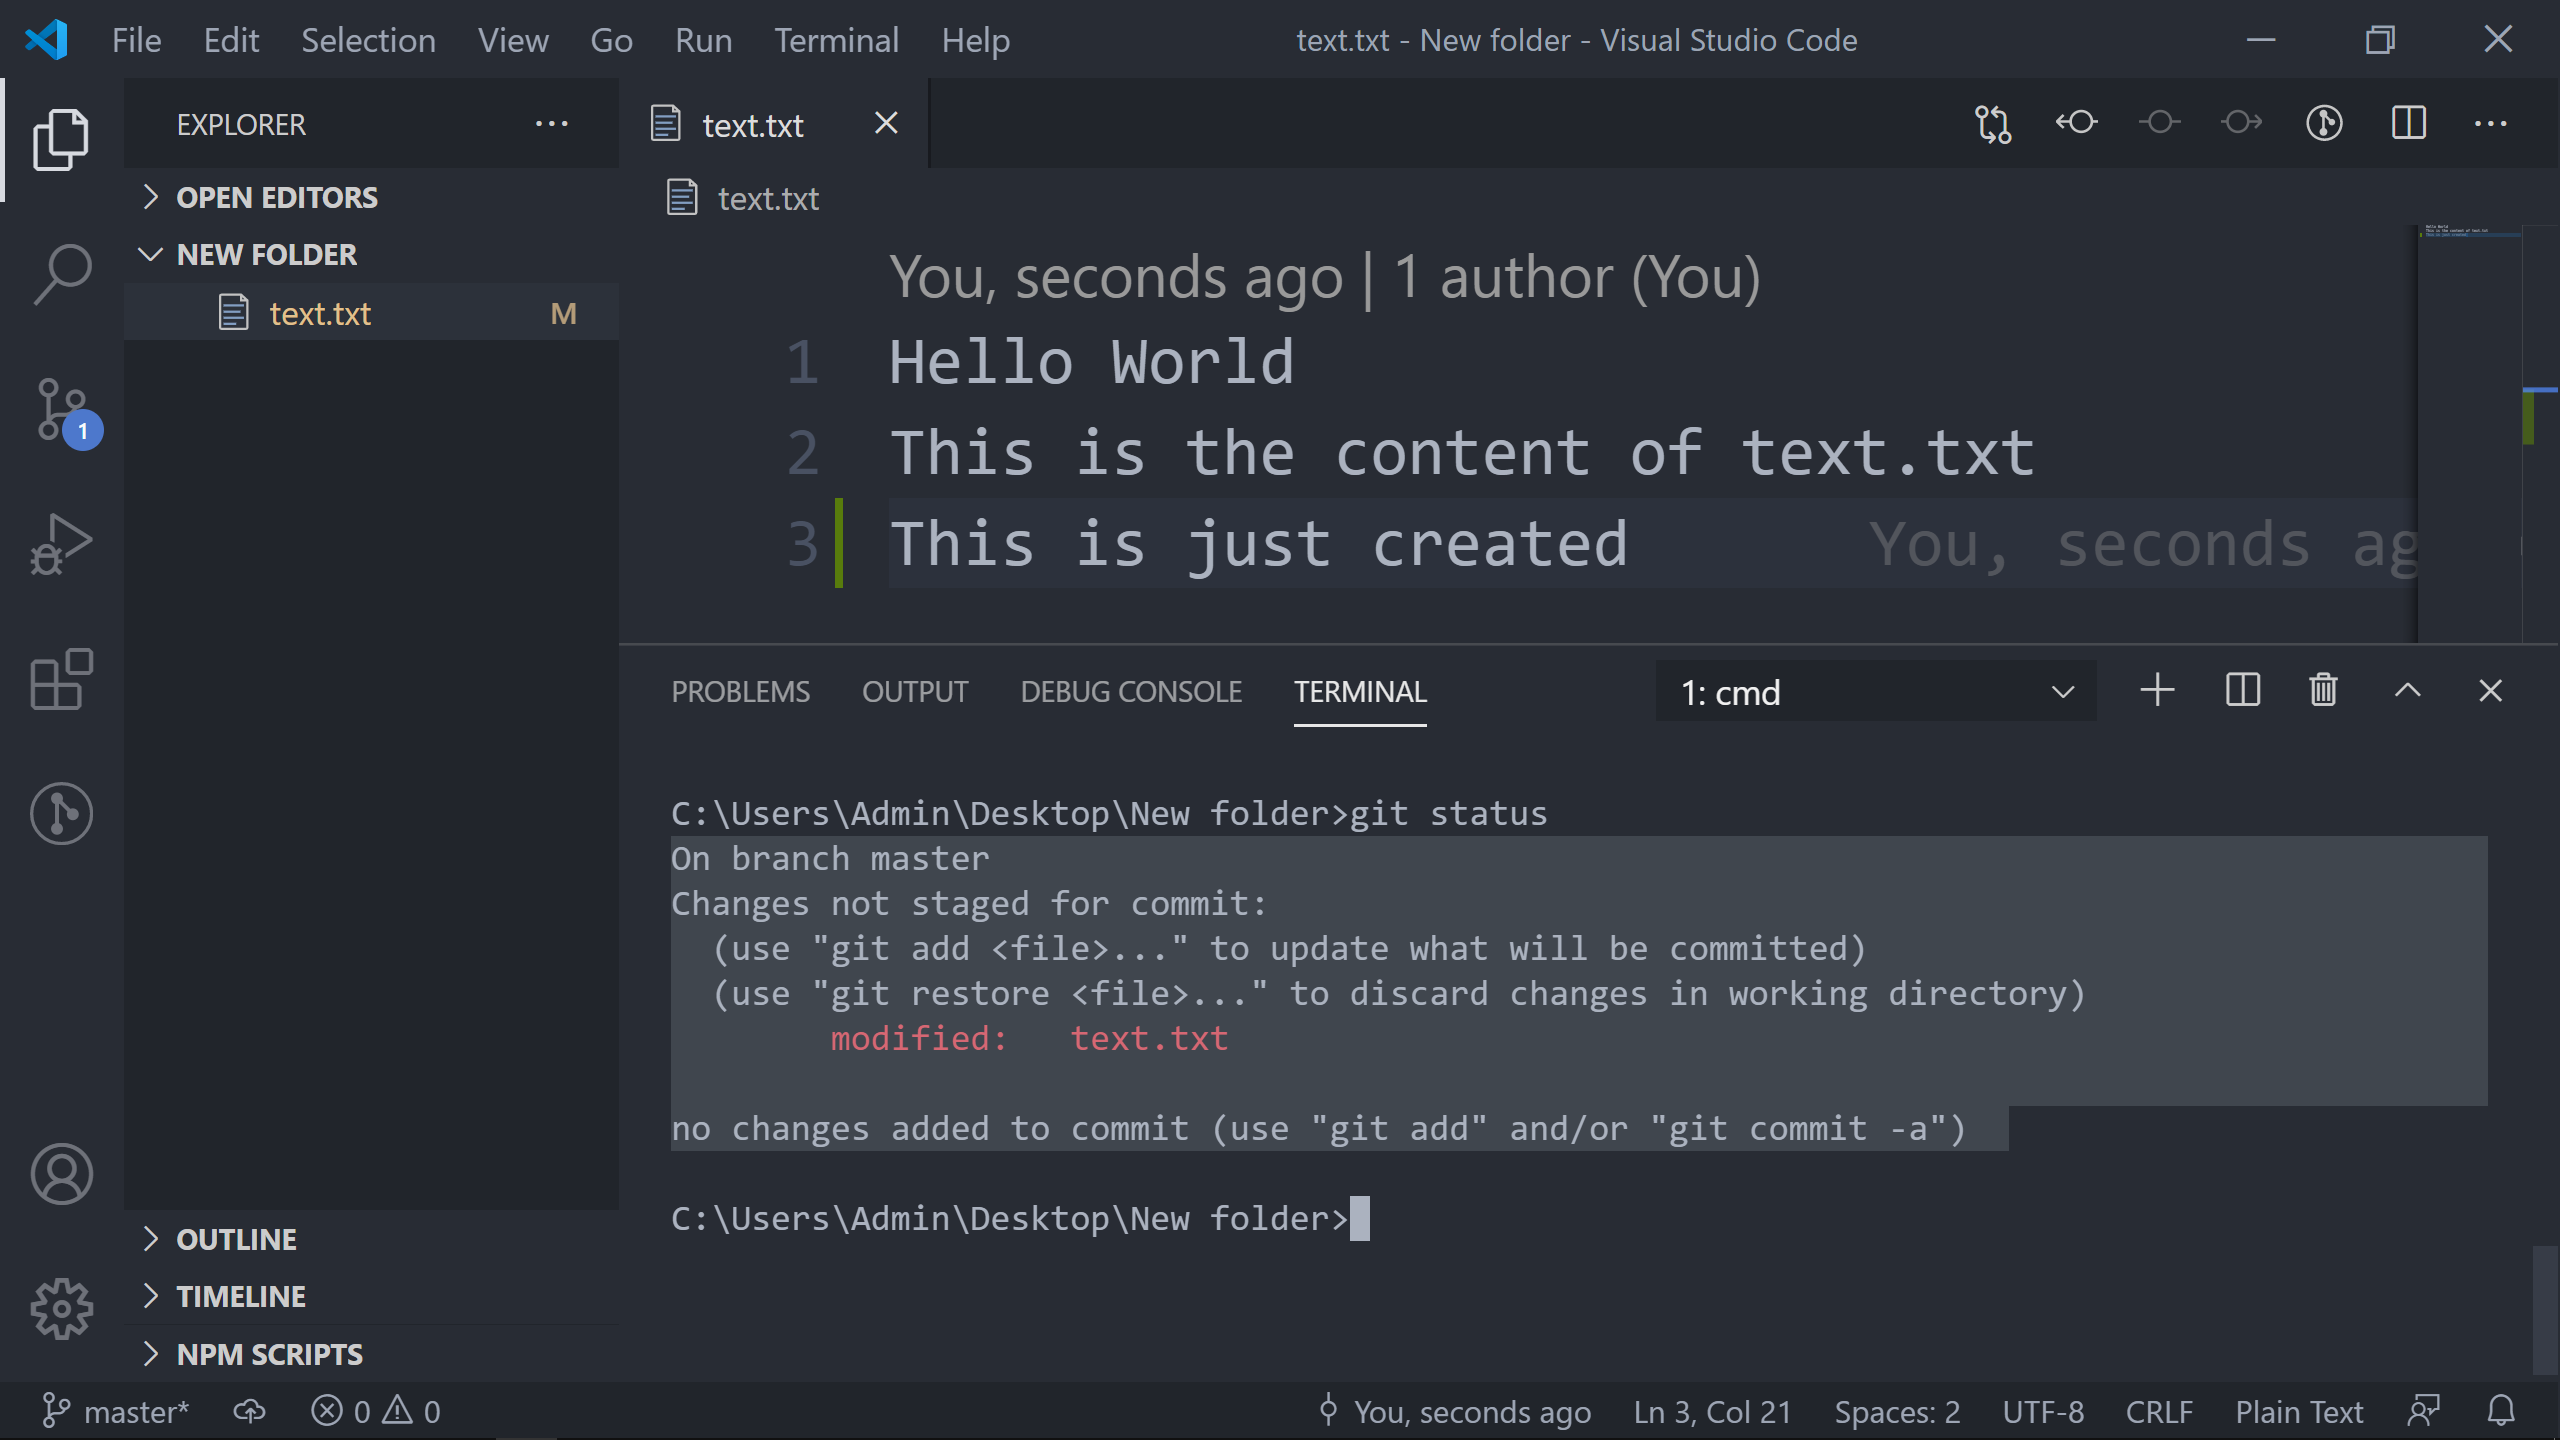 File Edit Selection View Go Run Terminal Help text.txt - New folder - Visual Studio Code
EXPLORER
OPEN EDITORS
NEW FOLDER
text.txt M
1
OUTLINE
TIMELINE
NPM SCRIPTS
text.txt
text.txt
You, seconds ago | 1 author (You)
1 Hello World
2 This is the content of text.txt
3 This is just created You, seconds ag
PROBLEMS OUTPUT DEBUG CONSOLE TERMINAL 1: cmd
C:\Users\Admin\Desktop\New folder>git status
On branch master
Changes not staged for commit:
  (use "git add <file>..." to update what will be committed)
  (use "git restore <file>..." to discard changes in working directory)
        modified:   text.txt
no changes added to commit (use "git add" and/or "git commit -a")
C:\Users\Admin\Desktop\New folder>
master* 0 0 You, seconds ago Ln 3, Col 21 Spaces: 2 UTF-8 CRLF Plain Text